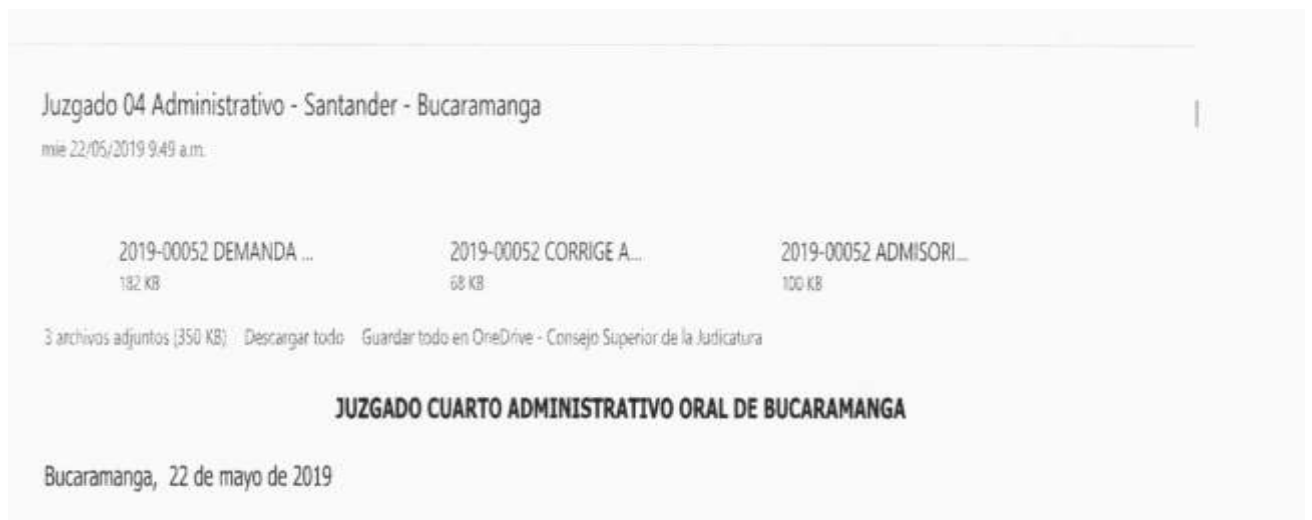 Juzgado 04 Administrativo - Santander - Bucaramanga
mié 22/05/2019 9:49 a.m.
2019-00052 DEMANDA ... 2019-00052 CORRIGE A... 2019-00052 ADMISORI...
182 KB 68 KB 100 KB
3 archivos adjuntos (350 KB) Descargar todo Guardar todo en OneDrive - Consejo Superior de la Judicatura
JUZGADO CUARTO ADMINISTRATIVO ORAL DE BUCARAMANGA
Bucaramanga, 22 de mayo de 2019